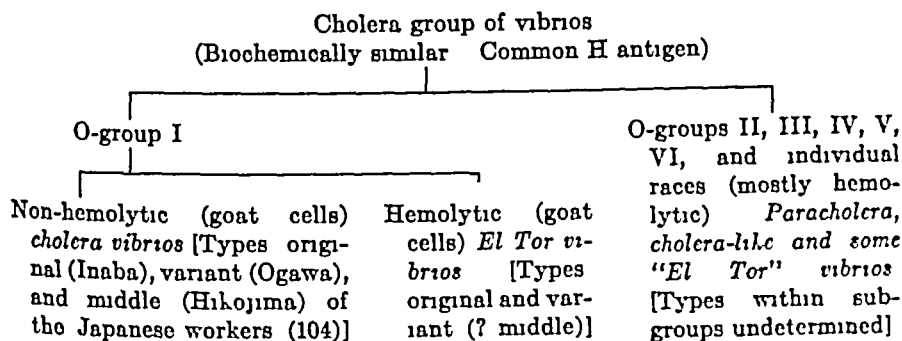 Cholera group of vibrios
(Biochemically similar Common H antigen)
O-group I
Non-hemolytic (goat cells)
cholera vibrios [Types origi-
nal (Inaba), variant (Ogawa),
and middle (Hikojima) of
the Japanese workers (104)]
Hemolytic (goat
cells) El Tor vi-
brios [Types
original and var-
iant (? middle)]
O-groups II, III, IV, V,
VI, and individual
races (mostly hemo-
lytic) Paracholera,
cholera-like and some
"El Tor" vibrios
[Types within sub-
groups undetermined]